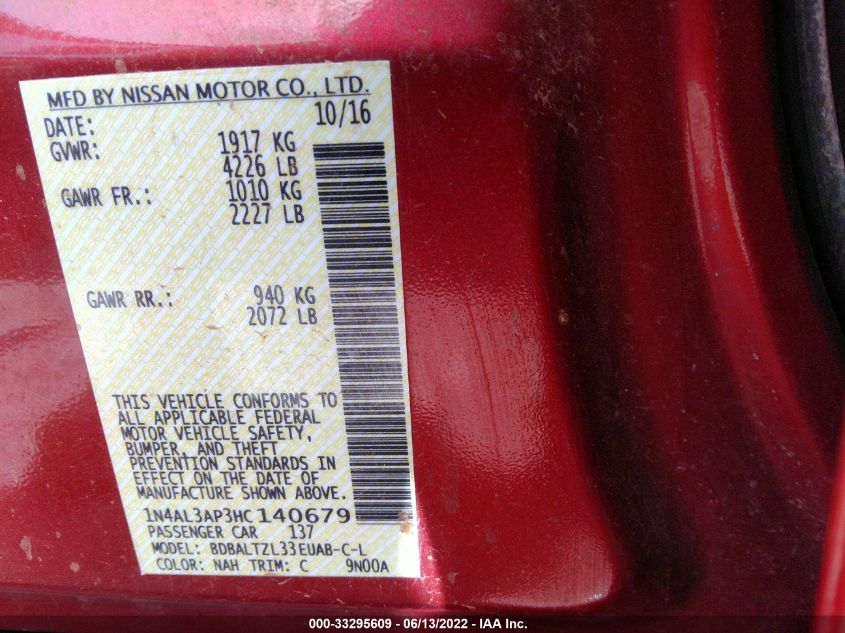 MFD BY NISSAN MOTOR CO., LTD.
DATE: 10/16
GVWR: 1917 KG
4226 LB
GAWR FR.: 1010 KG
2227 LB
GAWR RR.: 940 KG
2072 LB
THIS VEHICLE CONFORMS TO
ALL APPLICABLE FEDERAL
MOTOR VEHICLE SAFETY,
BUMPER, AND THEFT
PREVENTION STANDARDS IN
EFFECT ON THE DATE OF
MANUFACTURE SHOWN ABOVE.
1N4AL3AP3HC140679
PASSENGER CAR 137
MODEL: BDBALTZL33EUAB-C-L
COLOR: NAH TRIM: C 9N00A
000-33295609 - 06/13/2022 - IAA Inc.